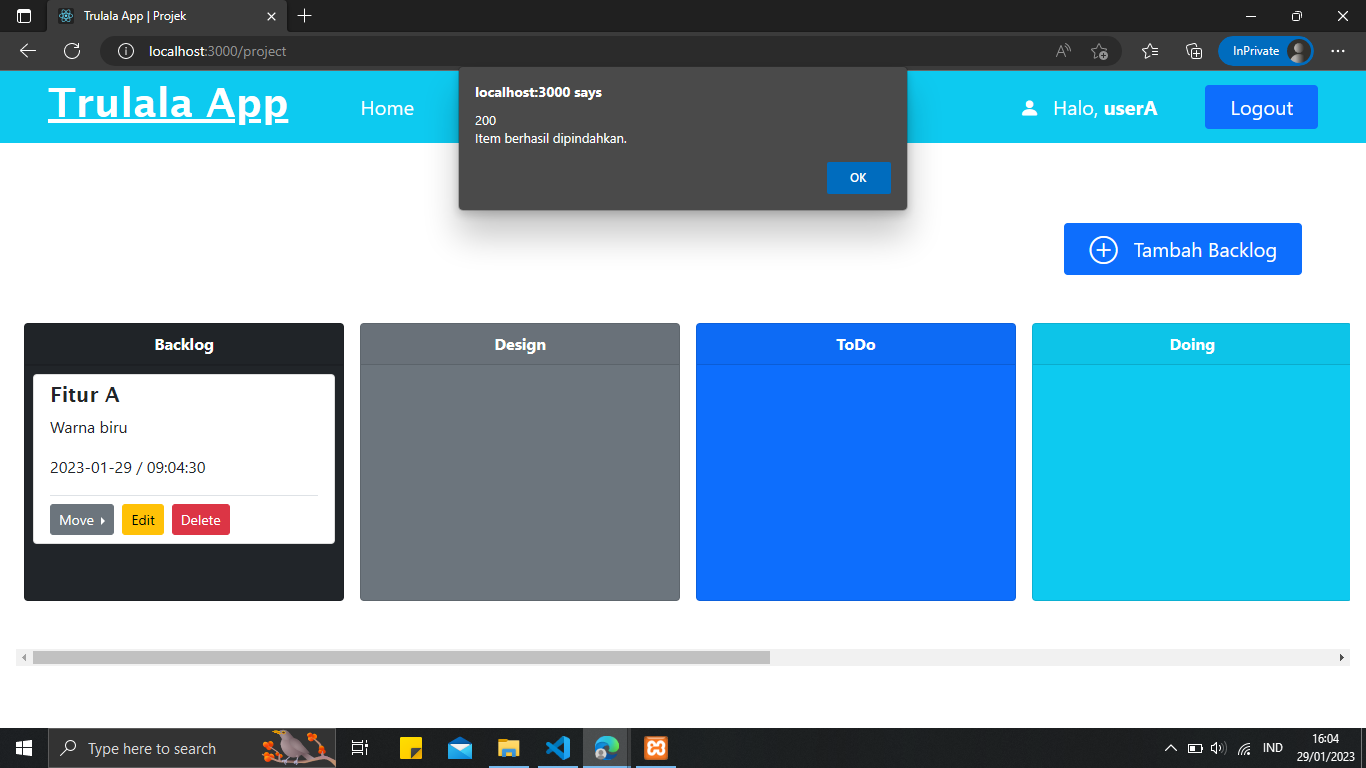 Trulala App | Projek
localhost:3000/project
InPrivate
Trulala App
Home
localhost:3000 says
200
Item berhasil dipindahkan.
OK
Halo, userA
Logout
Tambah Backlog
Backlog
Design
ToDo
Doing
Fitur A
Warna biru
2023-01-29 / 09:04:30
Move
Edit
Delete
Type here to search
IND
16:04
29/01/2023